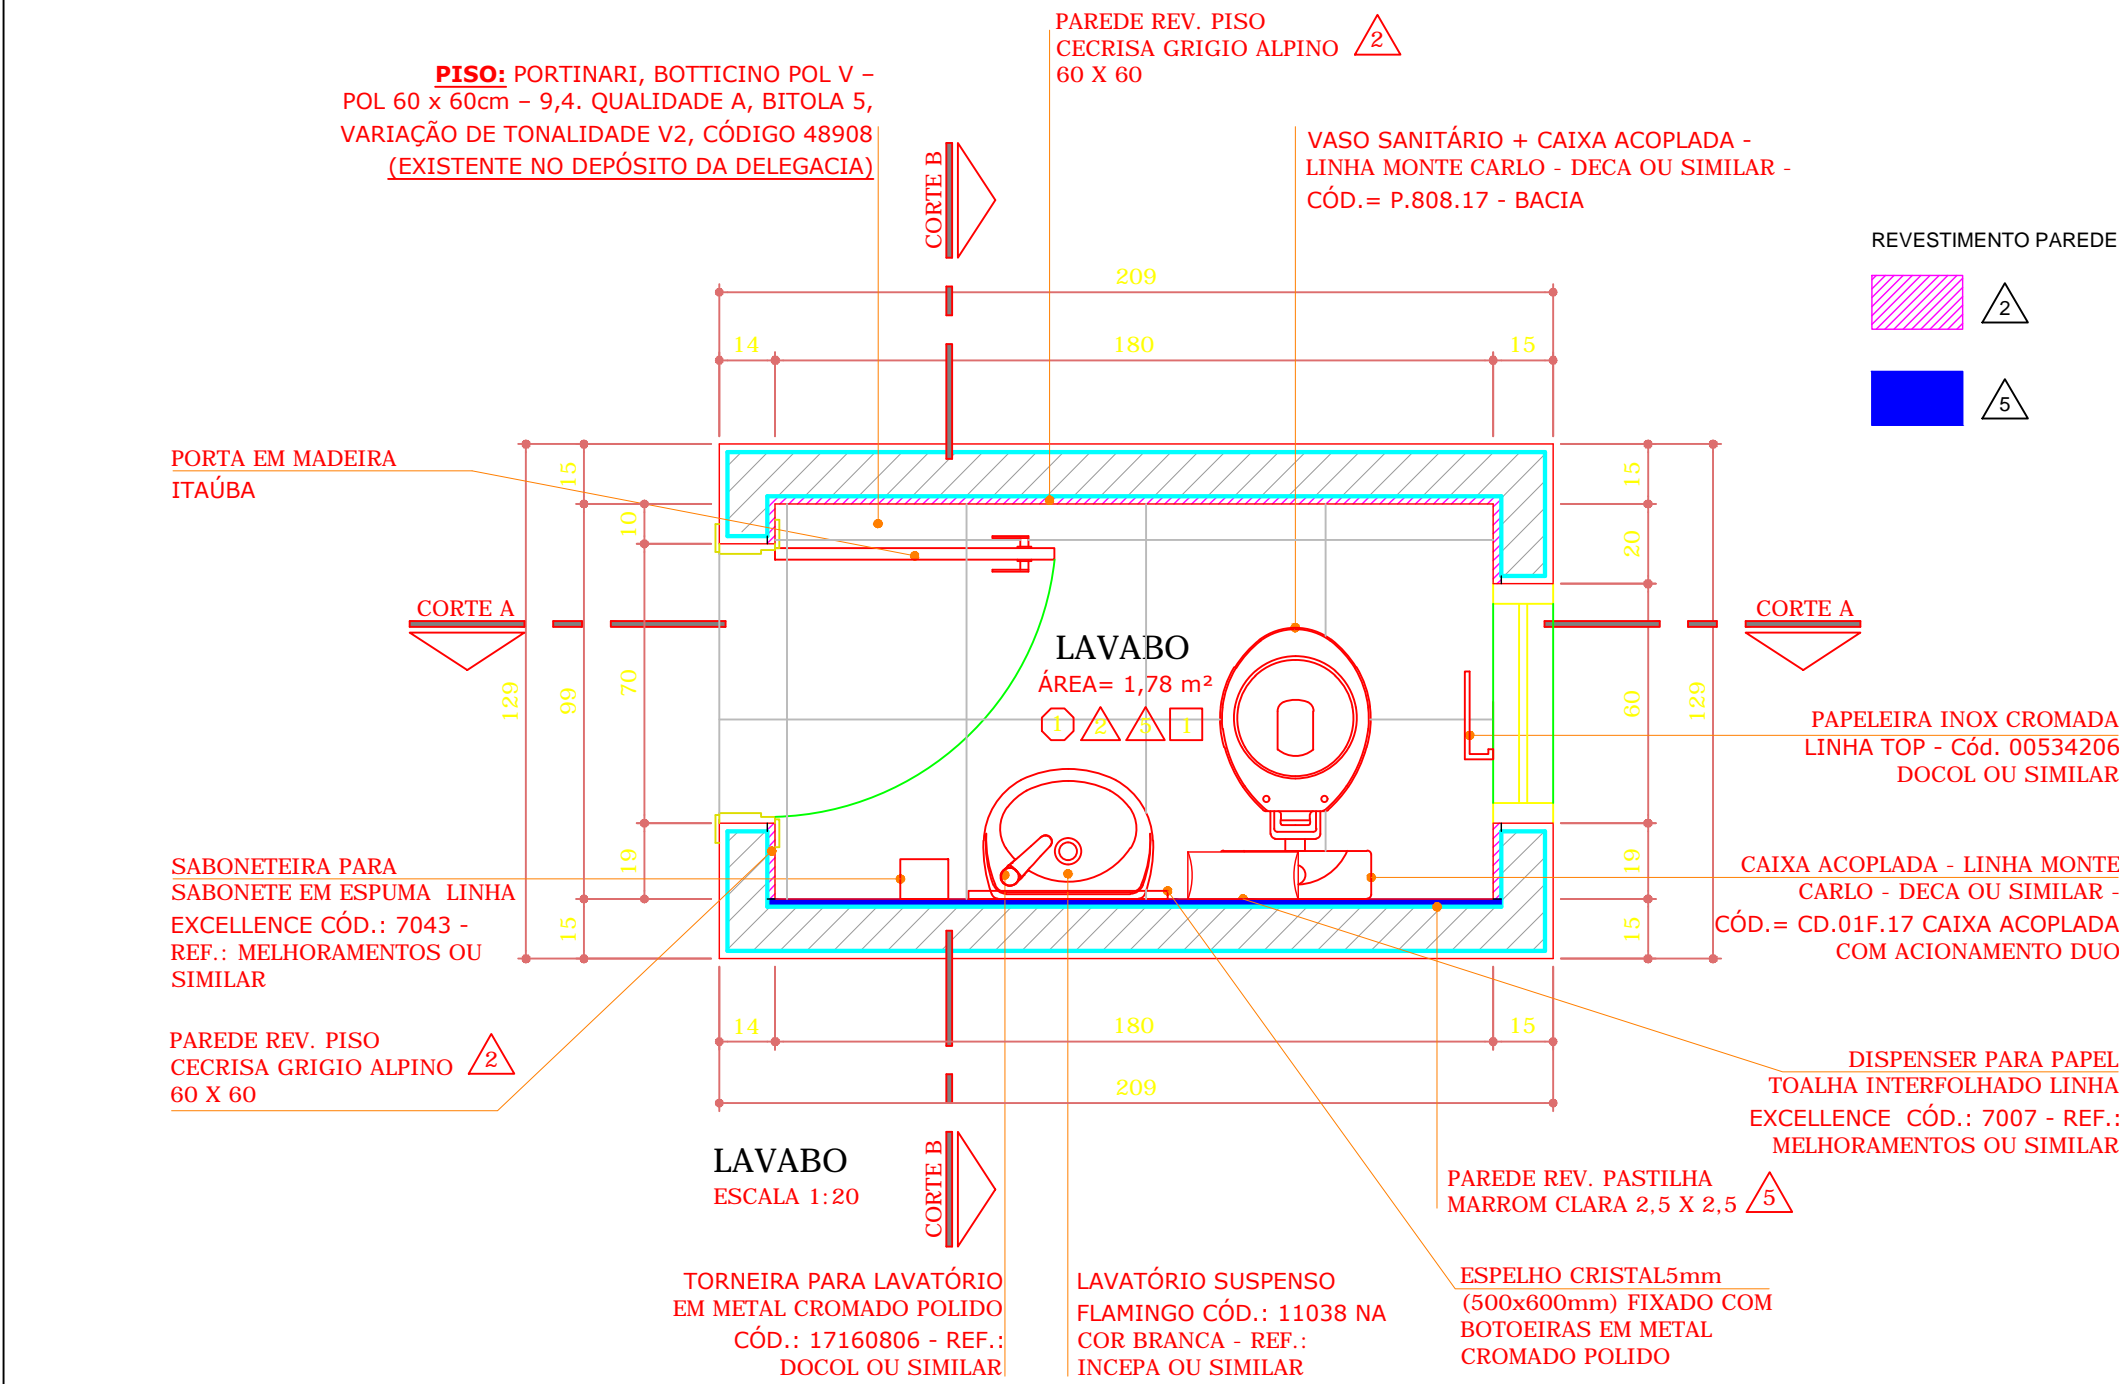 PAREDE REV. PISO
CECRISA GRIGIO ALPINO 2
60 X 60
PISO: PORTINARI, BOTTICINO POL V –
POL 60 x 60cm – 9,4. QUALIDADE A, BITOLA 5,
VARIAÇÃO DE TONALIDADE V2, CÓDIGO 48908
(EXISTENTE NO DEPÓSITO DA DELEGACIA)
VASO SANITÁRIO + CAIXA ACOPLADA -
LINHA MONTE CARLO - DECA OU SIMILAR -
CÓD.= P.808.17 - BACIA
CORTE B
REVESTIMENTO PAREDE
2
5
209
14
180
15
PORTA EM MADEIRA
ITAÚBA
15
10
129
99
70
19
15
15
20
60
129
19
15
CORTE A
CORTE A
LAVABO
ÁREA= 1,78 m²
1 2 5 1
PAPELEIRA INOX CROMADA
LINHA TOP - Cód. 00534206
DOCOL OU SIMILAR
SABONETEIRA PARA
SABONETE EM ESPUMA LINHA
EXCELLENCE CÓD.: 7043 -
REF.: MELHORAMENTOS OU
SIMILAR
CAIXA ACOPLADA - LINHA MONTE
CARLO - DECA OU SIMILAR -
CÓD.= CD.01F.17 CAIXA ACOPLADA
COM ACIONAMENTO DUO
14
180
15
209
PAREDE REV. PISO
CECRISA GRIGIO ALPINO 2
60 X 60
DISPENSER PARA PAPEL
TOALHA INTERFOLHADO LINHA
EXCELLENCE CÓD.: 7007 - REF.:
MELHORAMENTOS OU SIMILAR
LAVABO
ESCALA 1:20
CORTE B
PAREDE REV. PASTILHA
MARROM CLARA 2,5 X 2,5 5
TORNEIRA PARA LAVATÓRIO
EM METAL CROMADO POLIDO
CÓD.: 17160806 - REF.:
DOCOL OU SIMILAR
LAVATÓRIO SUSPENSO
FLAMINGO CÓD.: 11038 NA
COR BRANCA - REF.:
INCEPA OU SIMILAR
ESPELHO CRISTAL5mm
(500x600mm) FIXADO COM
BOTOEIRAS EM METAL
CROMADO POLIDO